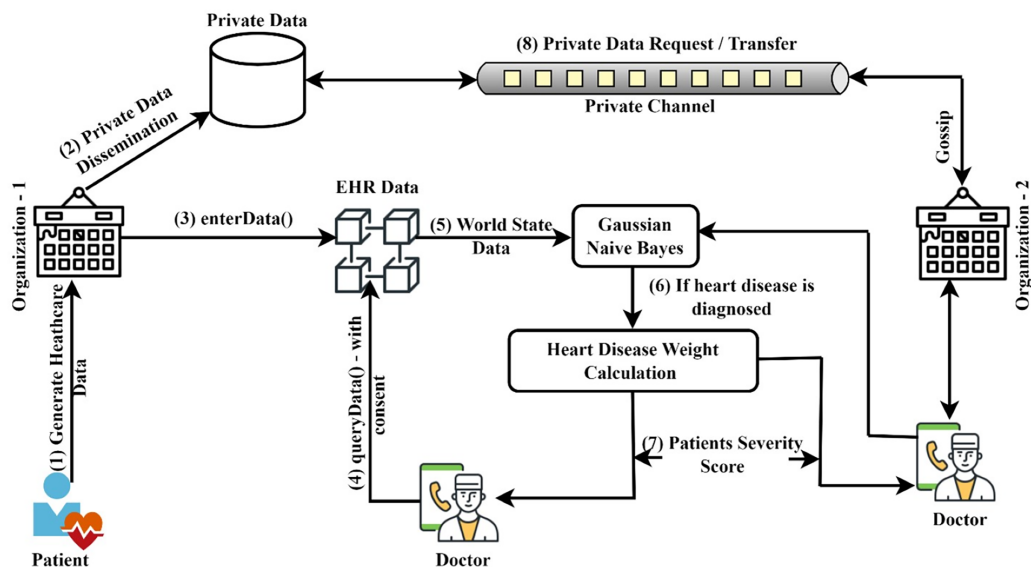 Private Data
(8) Private Data Request / Transfer
Private Channel
(2) Private Data
Dissemination
Gossip
Organization - 1
(3) enterData()
EHR Data
(5) World State
Data
Gaussian
Naive Bayes
Organization - 2
(6) If heart disease is
diagnosed
(1) Generate Heathcare
Data
(4) queryData() - with
consent
Heart Disease Weight
Calculation
(7) Patients Severity
Score
Patient
Doctor
Doctor